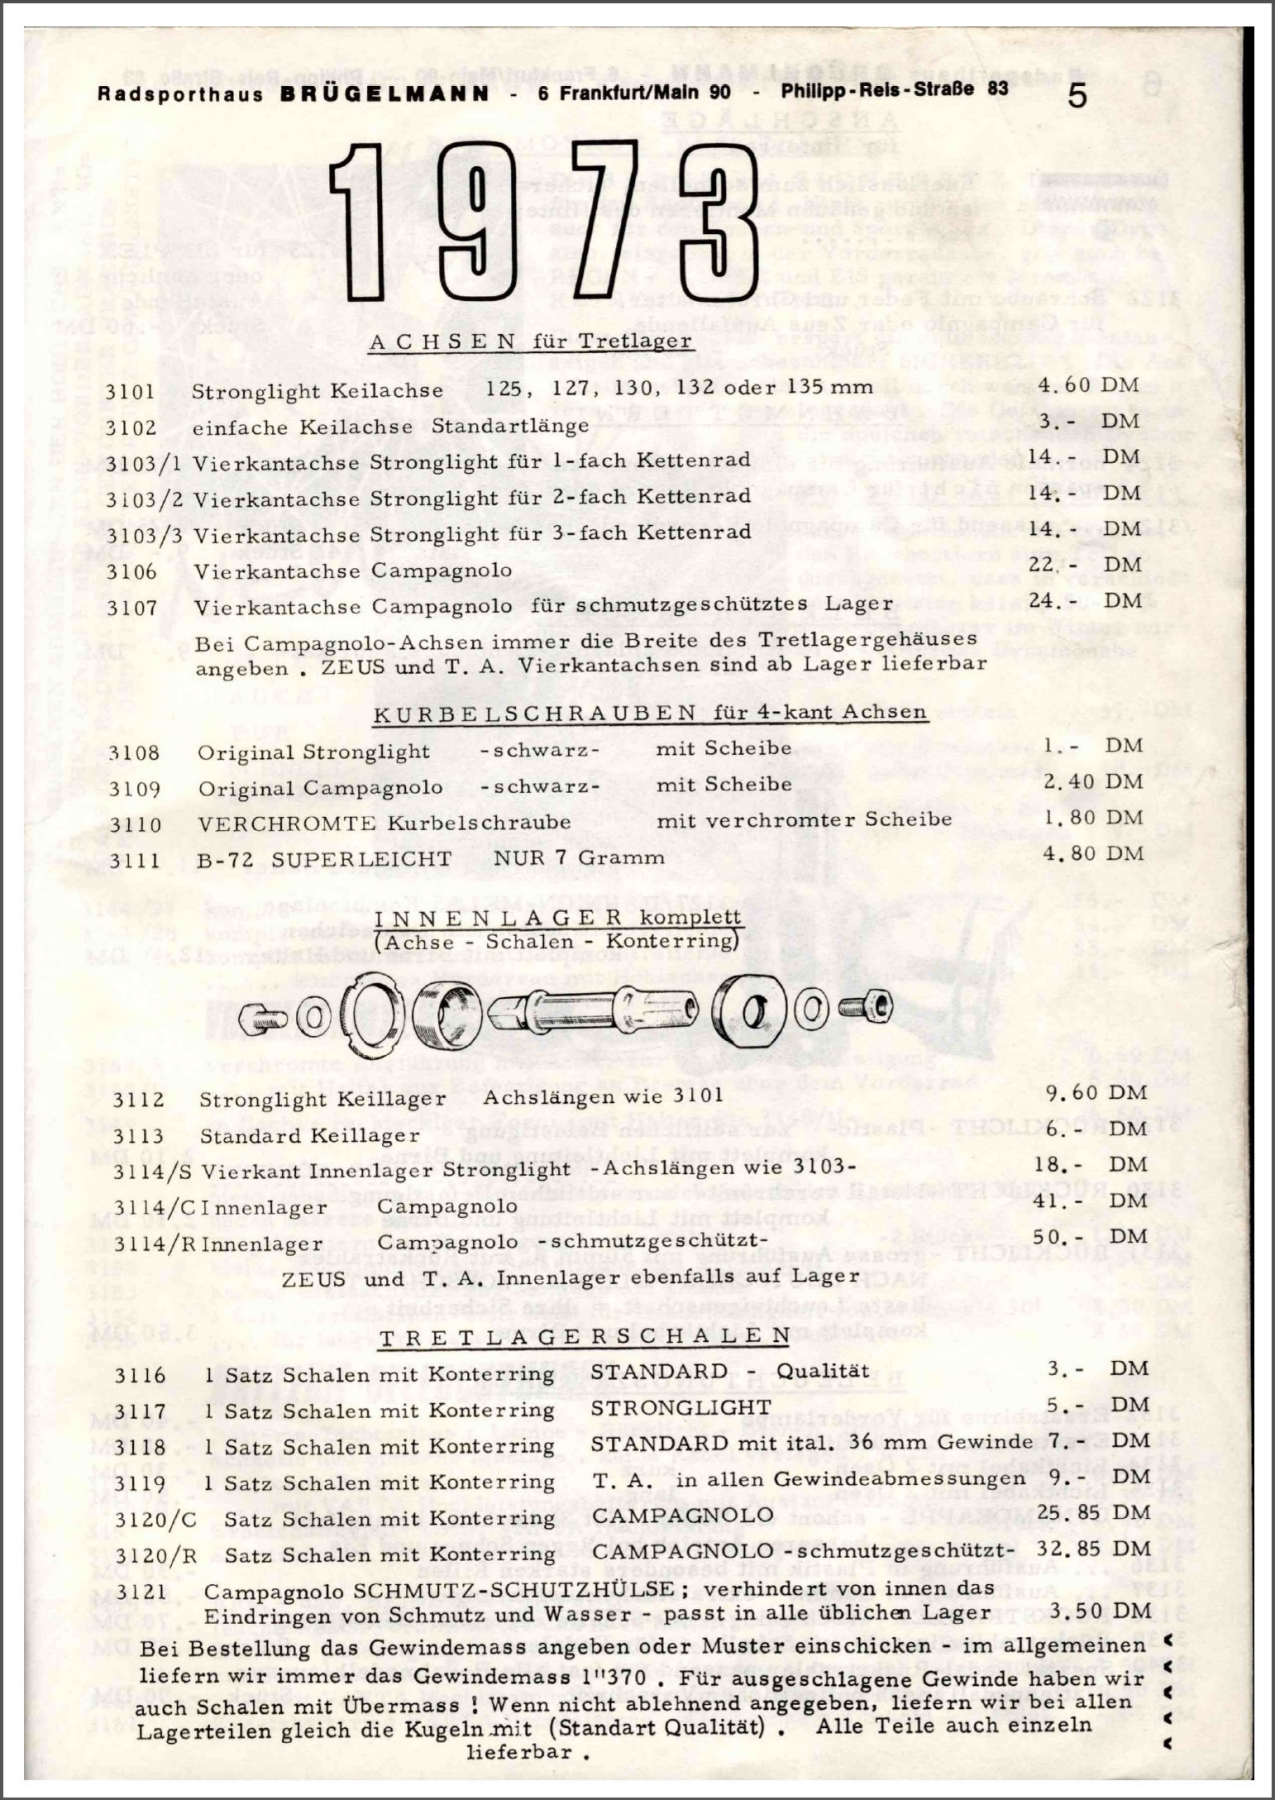 Radsporthaus BRÜGELMANN - 6 Frankfurt/Main 90 - Philipp-Reis-Straße 83 5
1973
ACHSEN für Tretlager
3101 Stronglight Keilachse 125, 127, 130, 132 oder 135 mm 4.60 DM
3102 einfache Keilachse Standartlänge 3.- DM
3103/1 Vierkantachse Stronglight für 1-fach Kettenrad 14.- DM
3103/2 Vierkantachse Stronglight für 2-fach Kettenrad 14.- DM
3103/3 Vierkantachse Stronglight für 3-fach Kettenrad 14.- DM
3106 Vierkantachse Campagnolo 22.- DM
3107 Vierkantachse Campagnolo für schmutzgeschütztes Lager 24.- DM
Bei Campagnolo-Achsen immer die Breite des Tretlagergehäuses
angeben . ZEUS und T. A. Vierkantachsen sind ab Lager lieferbar
KURBELSCHRAUBEN für 4-kant Achsen
3108 Original Stronglight -schwarz- mit Scheibe 1.- DM
3109 Original Campagnolo -schwarz- mit Scheibe 2.40 DM
3110 VERCHROMTE Kurbelschraube mit verchromter Scheibe 1.80 DM
3111 B-72 SUPERLEICHT NUR 7 Gramm 4.80 DM
INNENLAGER komplett
(Achse - Schalen - Konterring)
3112 Stronglight Keillager Achslängen wie 3101 9.60 DM
3113 Standard Keillager 6.- DM
3114/S Vierkant Innenlager Stronglight -Achslängen wie 3103- 18.- DM
3114/C Innenlager Campagnolo 41.- DM
3114/R Innenlager Campagnolo -schmutzgeschützt- 50.- DM
ZEUS und T. A. Innenlager ebenfalls auf Lager
TRETLAGERSCHALEN
3116 1 Satz Schalen mit Konterring STANDARD - Qualität 3.- DM
3117 1 Satz Schalen mit Konterring STRONGLIGHT 5.- DM
3118 1 Satz Schalen mit Konterring STANDARD mit ital. 36 mm Gewinde 7.- DM
3119 1 Satz Schalen mit Konterring T. A. in allen Gewindeabmessungen 9.- DM
3120/C Satz Schalen mit Konterring CAMPAGNOLO 25.85 DM
3120/R Satz Schalen mit Konterring CAMPAGNOLO -schmutzgeschützt- 32.85 DM
3121 Campagnolo SCHMUTZ-SCHUTZHÜLSE; verhindert von innen das
Eindringen von Schmutz und Wasser - passt in alle üblichen Lager 3.50 DM
Bei Bestellung das Gewindemass angeben oder Muster einschicken - im allgemeinen
liefern wir immer das Gewindemass 1"370 . Für ausgeschlagene Gewinde haben wir
auch Schalen mit Übermass ! Wenn nicht ablehnend angegeben, liefern wir bei allen
Lagerteilen gleich die Kugeln mit (Standart Qualität) . Alle Teile auch einzeln
lieferbar .